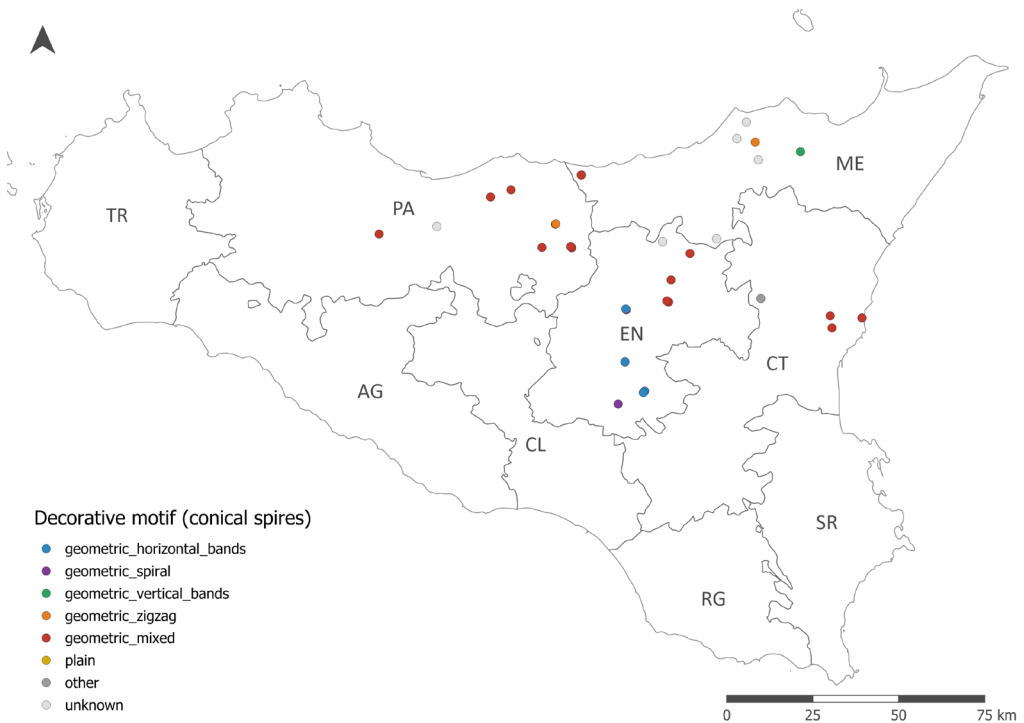 ME
PA
TR
EN
CT
AG
CL
Decorative motif (conical spires)
SR
geometric_horizontal_bands
geometric_spiral
geometric_vertical_bands
RG
geometric_zigzag
geometric_mixed
plain
other
unknown
0 25 50 75 km